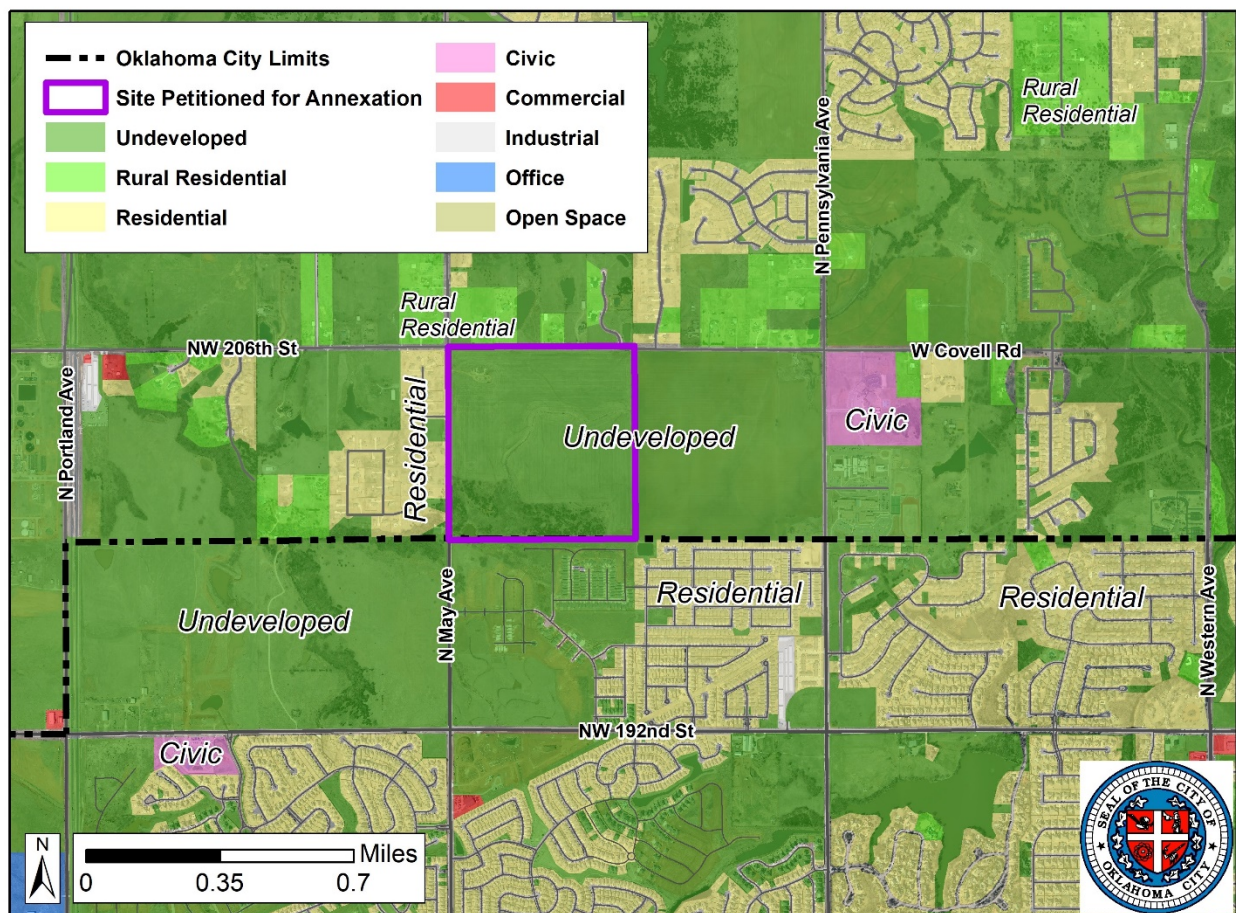 Oklahoma City Limits
Site Petitioned for Annexation
Undeveloped
Rural Residential
Residential
Civic
Commercial
Industrial
Office
Open Space
Rural
Residential
N Pennsylvania Ave
Rural
Residential
NW 206th St
W Covell Rd
N Portland Ave
Residential
Undeveloped
Civic
Undeveloped
N May Ave
Residential
Residential
N Western Ave
NW 192nd St
Civic
N
Miles
0
0.35
0.7
SEAL OF THE CITY OF
OKLAHOMA CITY